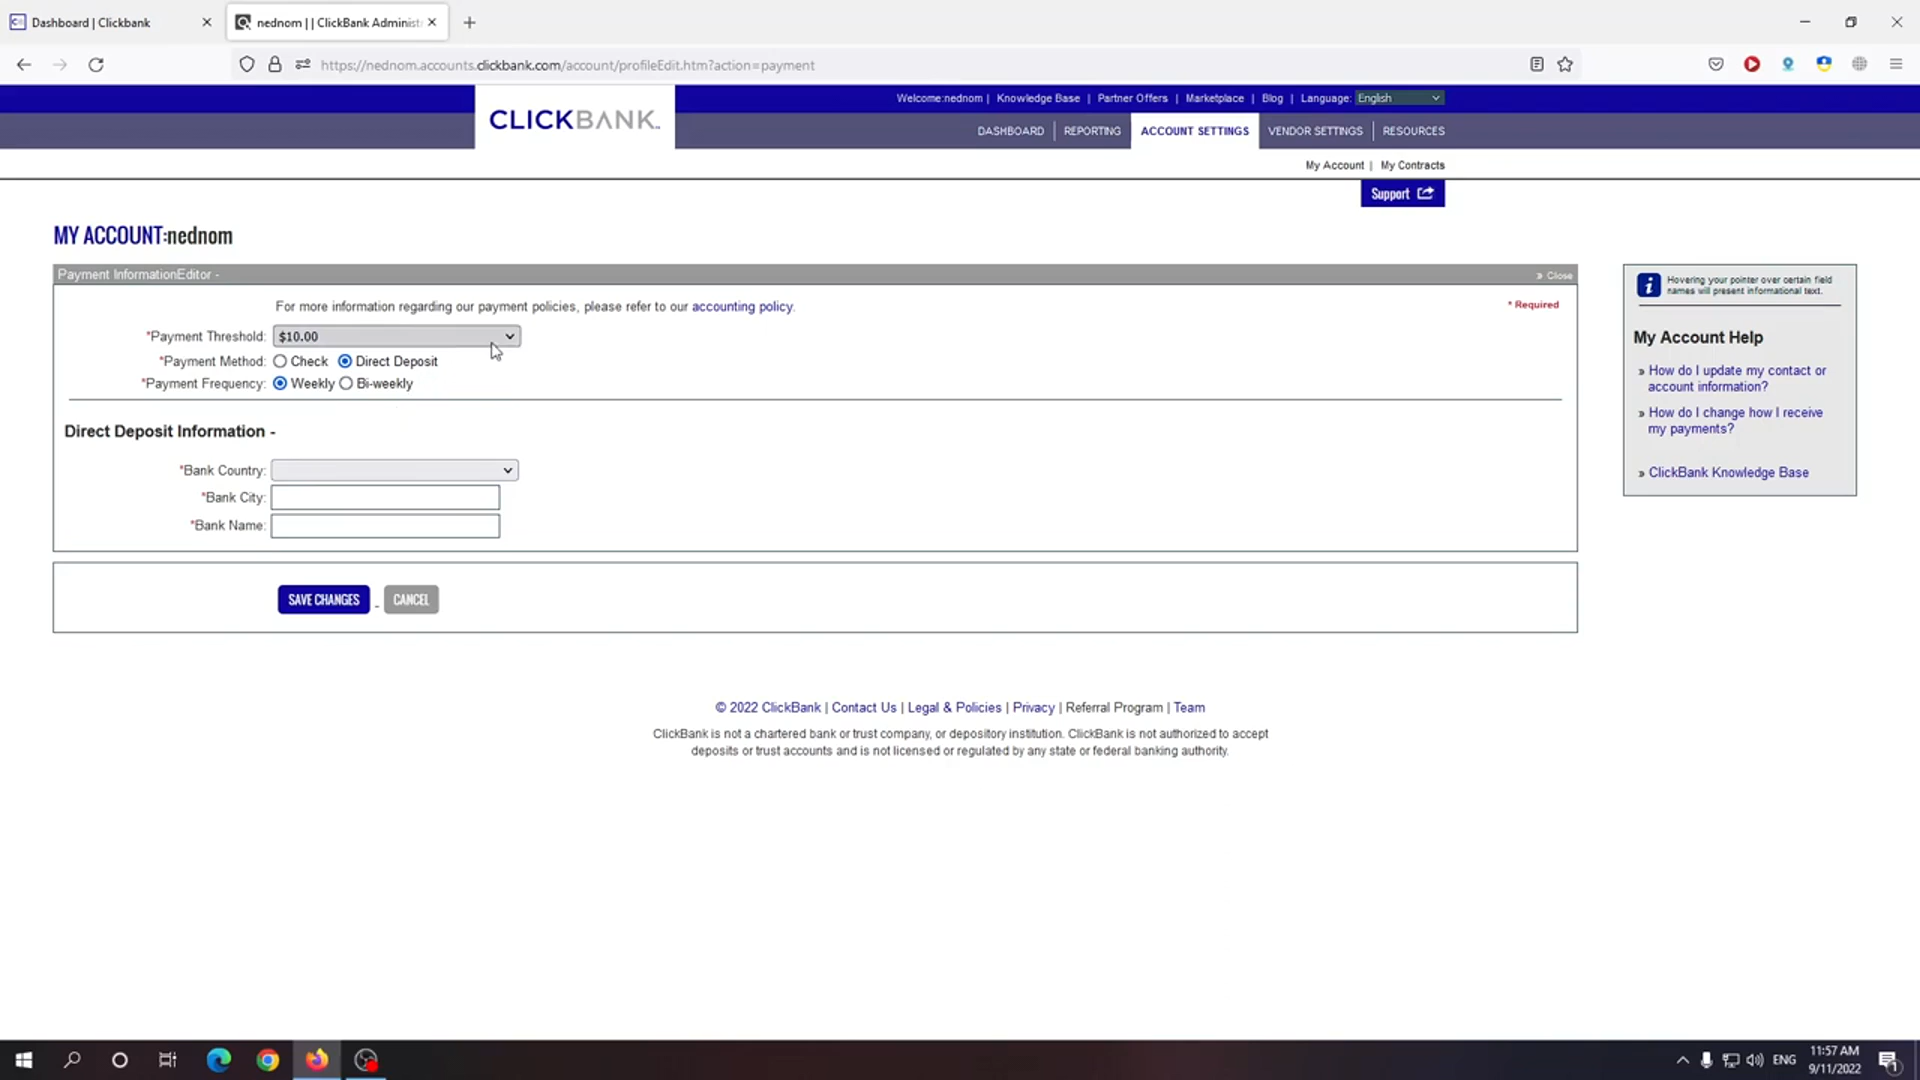 Dashboard | Clickbank
nednom | | ClickBank Administ
https://nednom.accounts.clickbank.com/account/profileEdit.htm?action=payment
Welcome:nednom | Knowledge Base | Partner Offers | Marketplace | Blog | Language: English
CLICKBANK.
DASHBOARD REPORTING ACCOUNT SETTINGS VENDOR SETTINGS RESOURCES
My Account | My Contracts
Support
MY ACCOUNT:nednom
Payment InformationEditor -
» Close
For more information regarding our payment policies, please refer to our accounting policy.
* Required
*Payment Threshold: $10.00
*Payment Method: Check Direct Deposit
*Payment Frequency: Weekly Bi-weekly
Direct Deposit Information -
*Bank Country:
*Bank City:
*Bank Name:
SAVE CHANGES - CANCEL
Hovering your pointer over certain field
names will present informational text.
My Account Help
» How do I update my contact or
account information?
» How do I change how I receive
my payments?
» ClickBank Knowledge Base
© 2022 ClickBank | Contact Us | Legal & Policies | Privacy | Referral Program | Team
ClickBank is not a chartered bank or trust company, or depository institution. ClickBank is not authorized to accept
deposits or trust accounts and is not licensed or regulated by any state or federal banking authority.
ENG
11:57 AM
9/11/2022
1